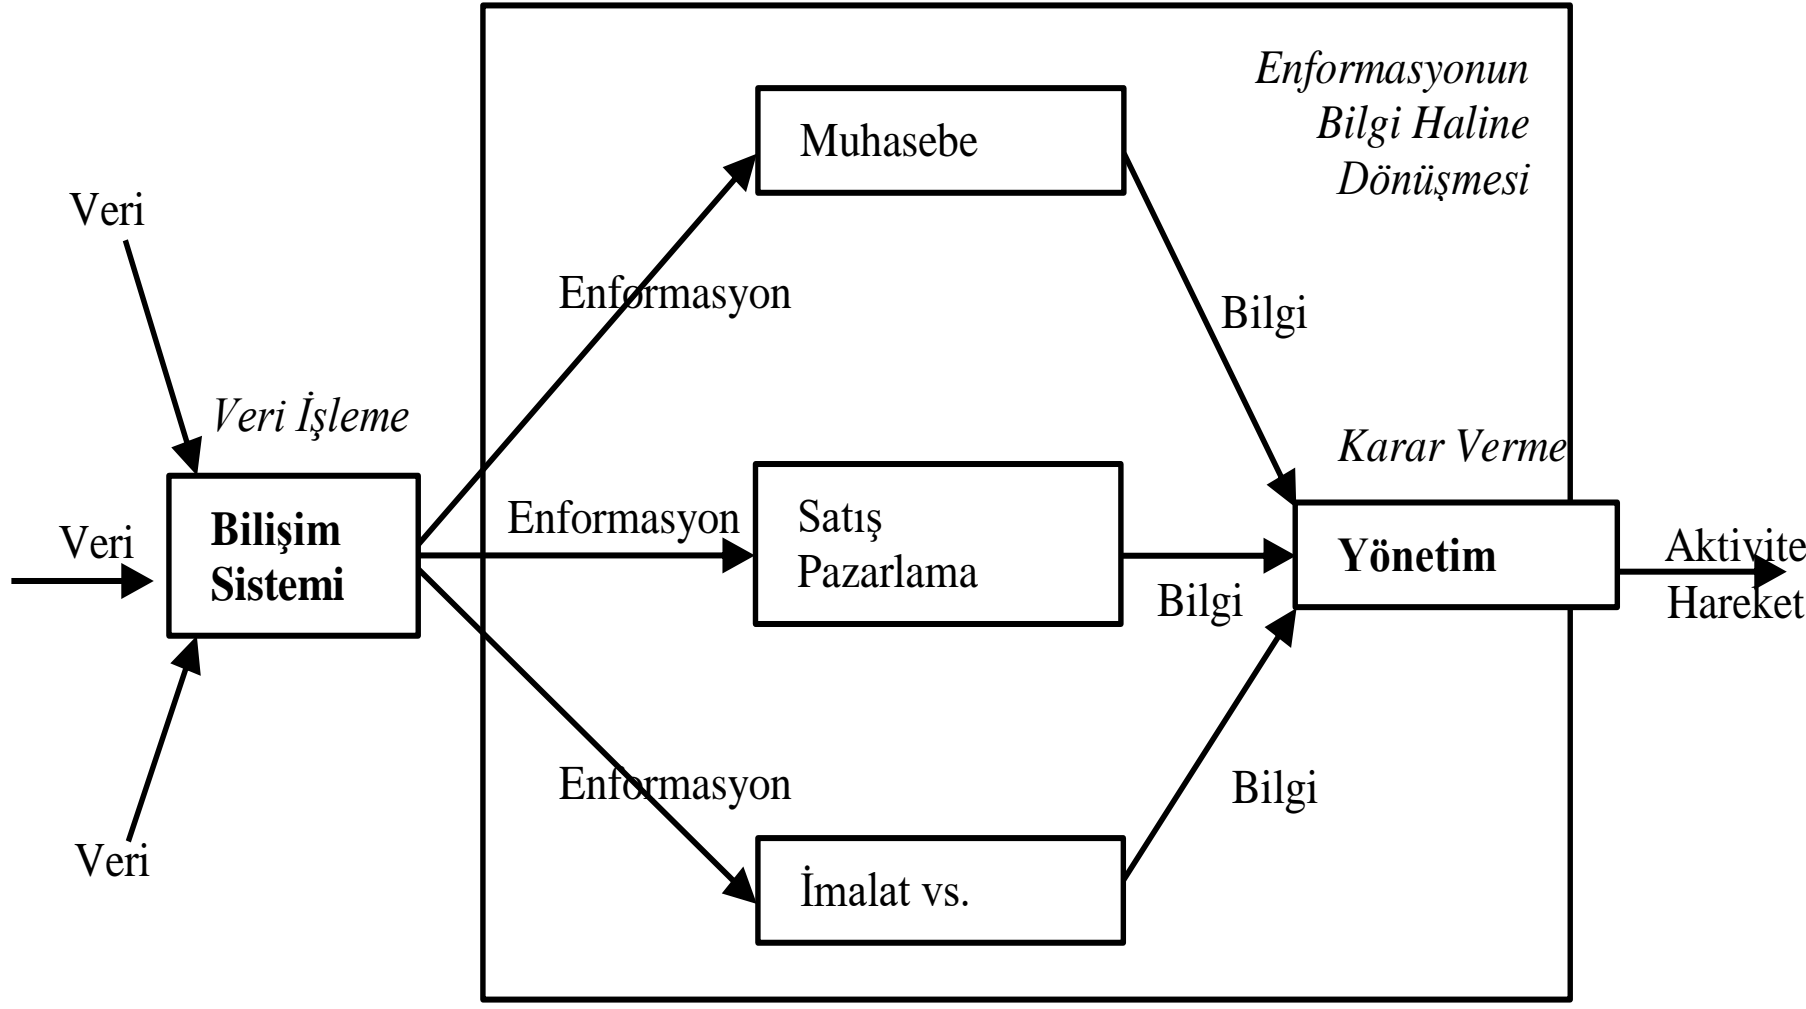 Enformasyonun
Bilgi Haline
Dönüşmesi
Muhasebe
Veri
Enformasyon
Bilgi
Veri İşleme
Karar Verme
Bilişim
Sistemi
Veri
Enformasyon
Satış
Pazarlama
Bilgi
Yönetim
Aktivite
Hareket
Enformasyon
Bilgi
Veri
İmalat vs.